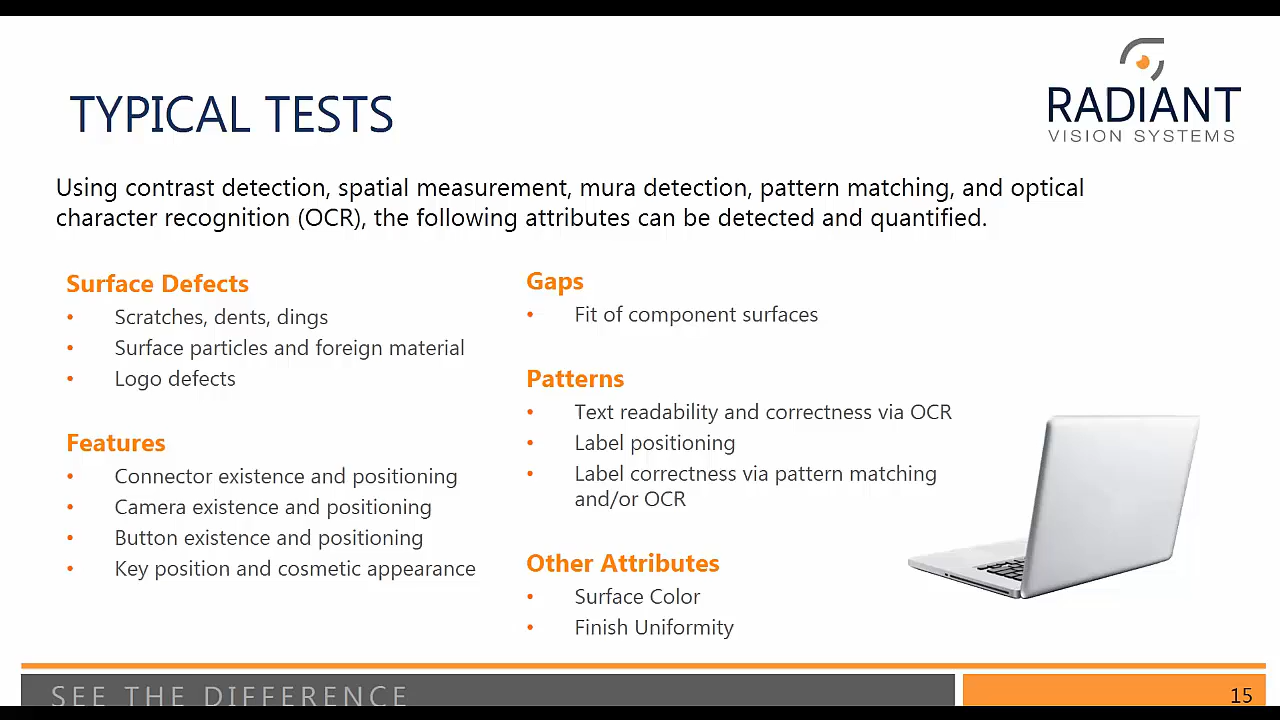 TYPICAL TESTS
RADIANT
VISION SYSTEMS
Using contrast detection, spatial measurement, mura detection, pattern matching, and optical
character recognition (OCR), the following attributes can be detected and quantified.
Surface Defects
• Scratches, dents, dings
• Surface particles and foreign material
• Logo defects
Features
• Connector existence and positioning
• Camera existence and positioning
• Button existence and positioning
• Key position and cosmetic appearance
Gaps
• Fit of component surfaces
Patterns
• Text readability and correctness via OCR
• Label positioning
• Label correctness via pattern matching
and/or OCR
Other Attributes
• Surface Color
• Finish Uniformity
SEE THE DIFFERENCE
15